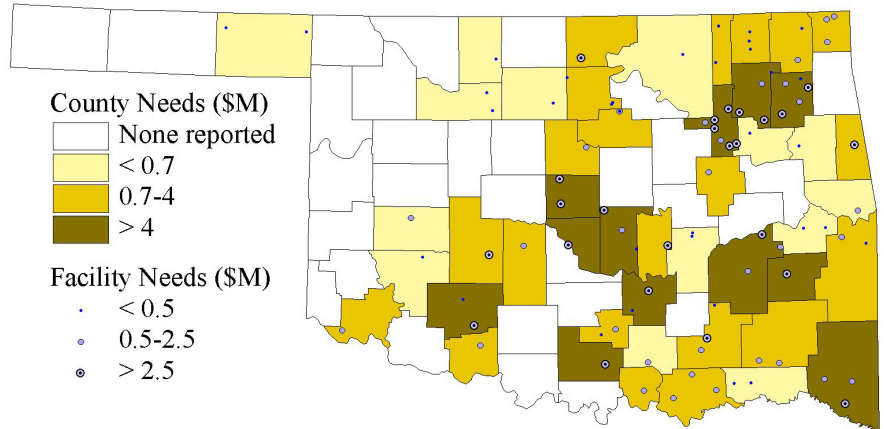 County Needs ($M)
None reported
< 0.7
0.7-4
> 4
Facility Needs ($M)
< 0.5
0.5-2.5
> 2.5